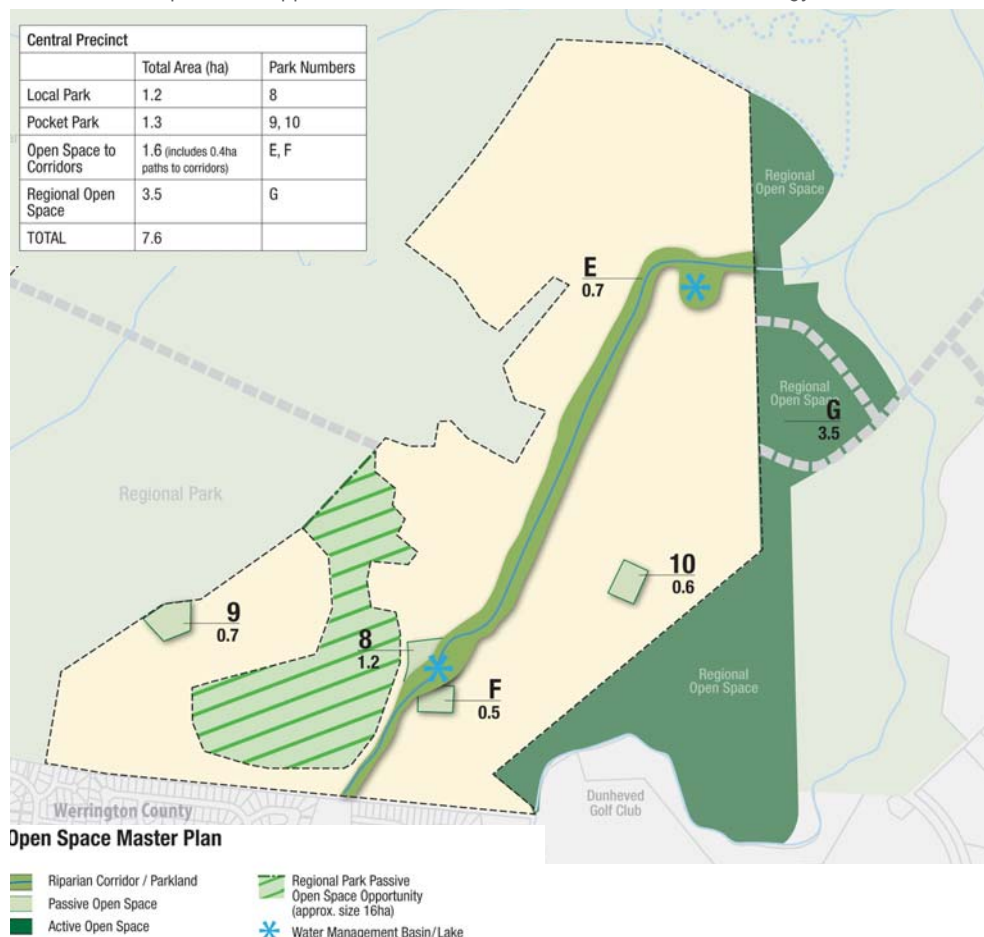 Central Precinct
Total Area (ha) Park Numbers
Local Park 1.2 8
Pocket Park 1.3 9, 10
Open Space to Corridors 1.6 (includes 0.4ha paths to corridors) E, F
Regional Open Space 3.5 G
TOTAL 7.6
Regional
Open Space
E
0.7
Regional
Open Space
G
3.5
Regional Park
10
0.6
9
0.7
8
1.2
F
0.5
Regional
Open Space
Dunheved
Golf Club
Werrington County
Open Space Master Plan
Riparian Corridor / Parkland
Passive Open Space
Active Open Space
Regional Park Passive
Open Space Opportunity
(approx. size 16ha)
Water Management Basin/Lake